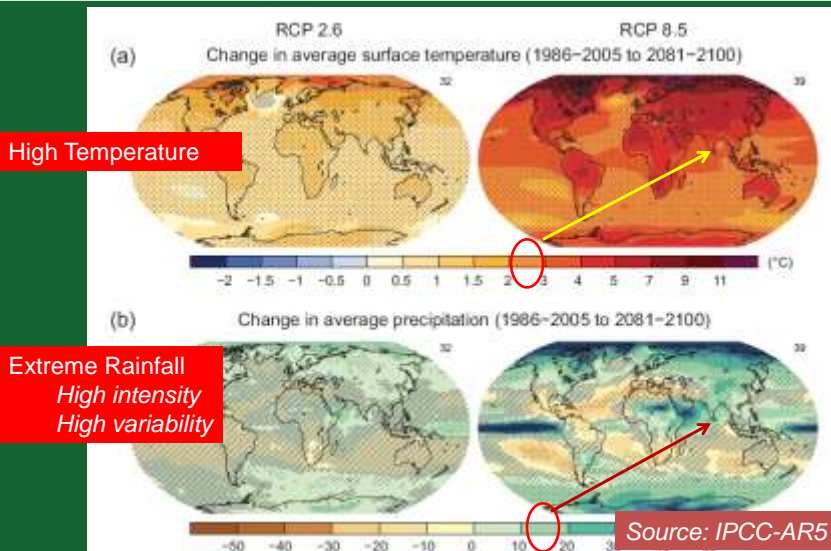 RCP 2.6 RCP 8.5
(a) Change in average surface temperature (1986−2005 to 2081−2100)
32 39
High Temperature
(°C)
−2 −1.5 −1 −0.5 0 0.5 1 1.5 2 3 4 5 7 9 11
(b) Change in average precipitation (1986−2005 to 2081−2100)
32 39
Extreme Rainfall
High intensity
High variability
Source: IPCC-AR5
−50 −40 −30 −20 −10 0 10 20